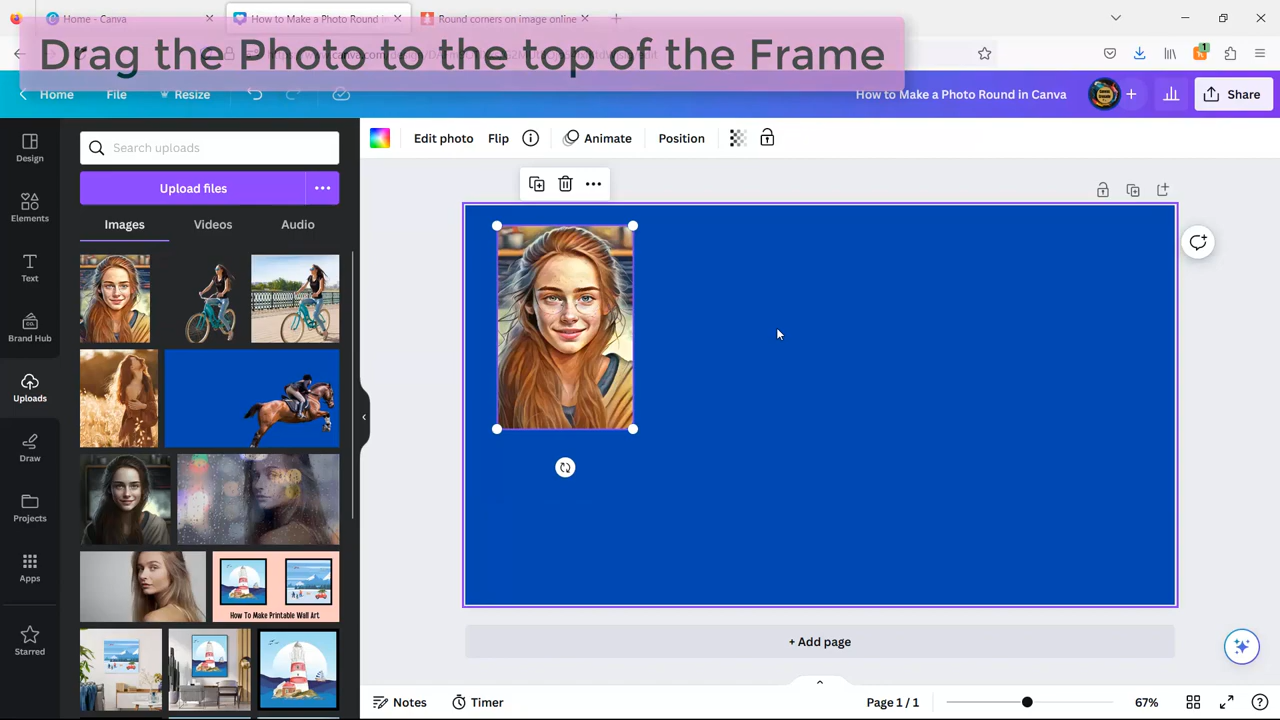 Home - Canva
How to Make a Photo Round i
Round corners on image online
Drag the Photo to the top of the Frame
Home
File
Resize
How to Make a Photo Round in Canva
Share
Design
Elements
Text
Brand Hub
Uploads
Draw
Projects
Apps
Starred
Search uploads
Upload files
Images
Videos
Audio
How To Make Printable Wall Art
Edit photo
Flip
Animate
Position
+ Add page
Notes
Timer
Page 1 / 1
67%
1